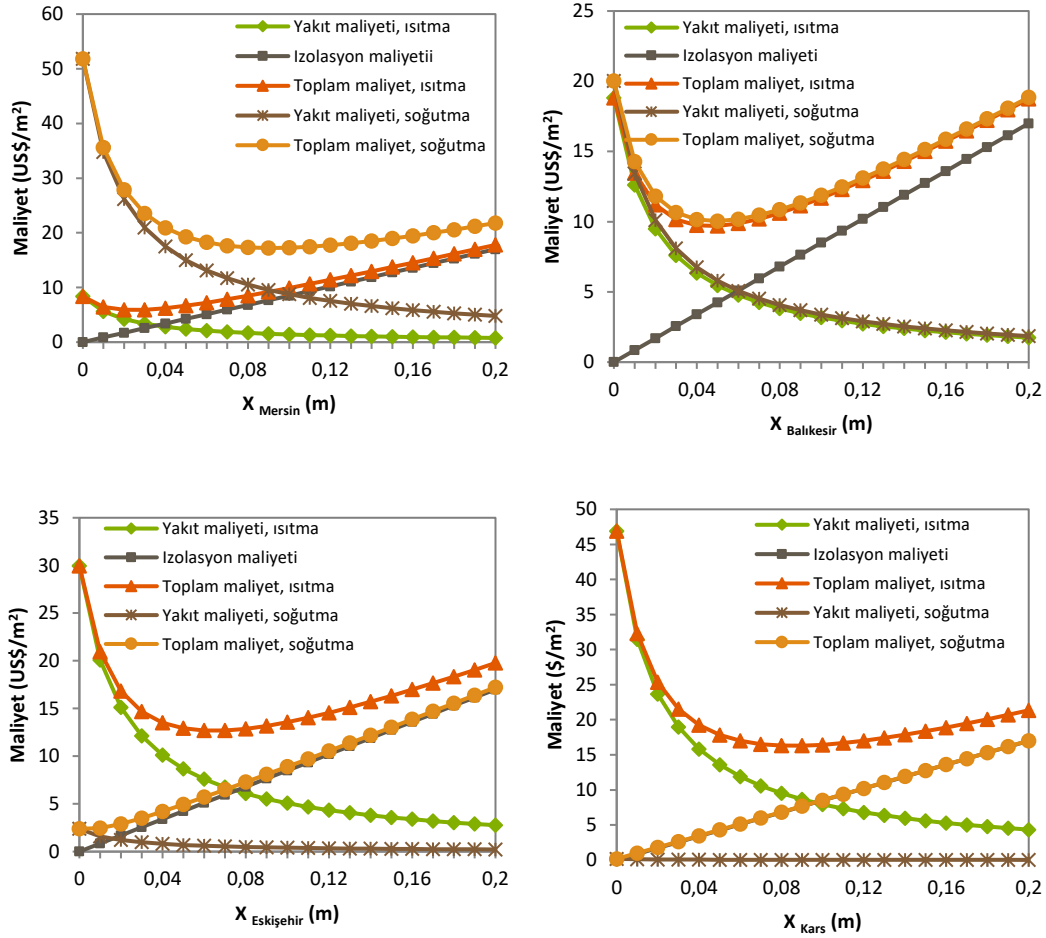 Maliyet (US$/m²)
60
50
40
30
20
10
0
Yakıt maliyeti, ısıtma
Izolasyon maliyetii
Toplam maliyet, ısıtma
Yakıt maliyeti, soğutma
Toplam maliyet, soğutma
0 0,04 0,08 0,12 0,16 0,2
X Mersin (m)
Maliyet (US$/m²)
25
20
15
10
5
0
Yakıt maliyeti, ısıtma
Izolasyon maliyeti
Toplam maliyet, ısıtma
Yakıt maliyeti, soğutma
Toplam maliyet, soğutma
0 0,04 0,08 0,12 0,16 0,2
X Balıkesir (m)
Maliyet (US$/m²)
35
30
25
20
15
10
5
0
Yakıt maliyeti, ısıtma
Izolasyon maliyeti
Toplam maliyet, ısıtma
Yakıt maliyeti, soğutma
Toplam maliyet, soğutma
0 0,04 0,08 0,12 0,16 0,2
X Eskişehir (m)
Maliyet ($/m²)
50
45
40
35
30
25
20
15
10
5
0
Yakıt maliyeti, ısıtma
Izolasyon maliyeti
Toplam maliyet, ısıtma
Yakıt maliyeti, soğutma
Toplam maliyet, soğutma
0 0,04 0,08 0,12 0,16 0,2
X Kars (m)